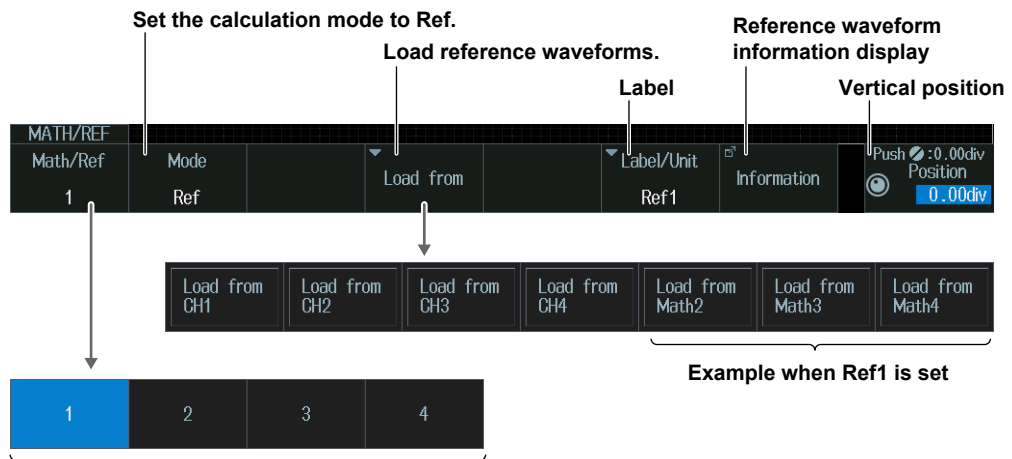 Set the calculation mode to Ref.
Load reference waveforms.
Reference waveform
information display
Label
Vertical position
MATH/REF
Math/Ref
1
Mode
Ref
Load from
Label/Unit
Ref1
Information
Push :0.00div
Position
0.00div
Load from
CH1
Load from
CH2
Load from
CH3
Load from
CH4
Load from
Math2
Load from
Math3
Load from
Math4
Example when Ref1 is set
1
2
3
4